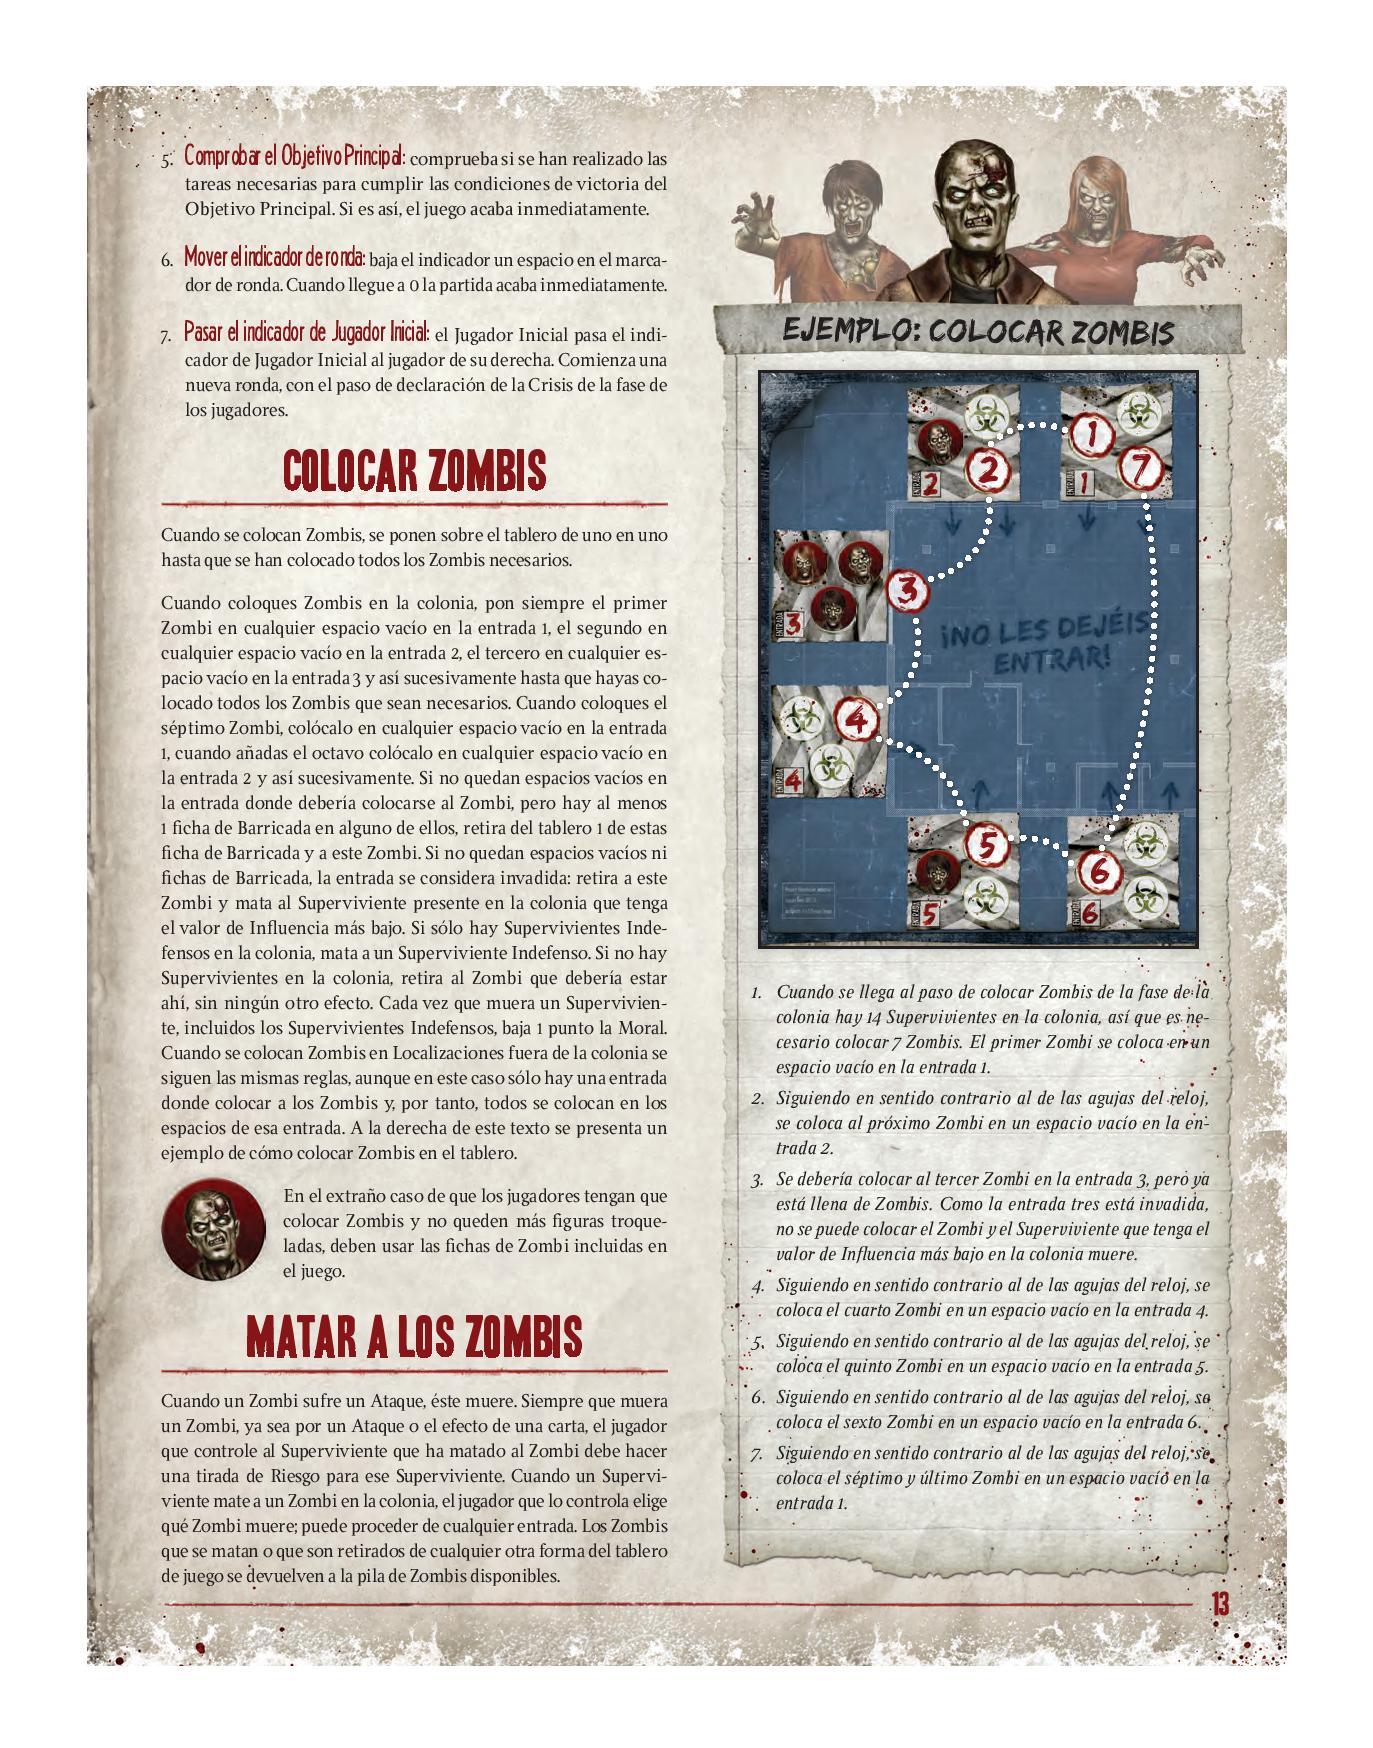 5. Comprobar el Objetivo Principal: comprueba si se han realizado las
tareas necesarias para cumplir las condiciones de victoria del
Objetivo Principal. Si es así, el juego acaba inmediatamente.
6. Mover el indicador de ronda: baja el indicador un espacio en el marca-
dor de ronda. Cuando llegue a 0 la partida acaba inmediatamente.
7. Pasar el indicador de Jugador Inicial: el Jugador Inicial pasa el indi-
cador de Jugador Inicial al jugador de su derecha. Comienza una
nueva ronda, con el paso de declaración de la Crisis de la fase de
los jugadores.
COLOCAR ZOMBIS
Cuando se colocan Zombis, se ponen sobre el tablero de uno en uno
hasta que se han colocado todos los Zombis necesarios.
Cuando coloques Zombis en la colonia, pon siempre el primer
Zombi en cualquier espacio vacío en la entrada 1, el segundo en
cualquier espacio vacío en la entrada 2, el tercero en cualquier es-
pacio vacío en la entrada 3 y así sucesivamente hasta que hayas co-
locado todos los Zombis que sean necesarios. Cuando coloques el
séptimo Zombi, colócalo en cualquier espacio vacío en la entrada
1, cuando añadas el octavo colócalo en cualquier espacio vacío en
la entrada 2 y así sucesivamente. Si no quedan espacios vacíos en
la entrada donde debería colocarse al Zombi, pero hay al menos
1 ficha de Barricada en alguno de ellos, retira del tablero 1 de estas
ficha de Barricada y a este Zombi. Si no quedan espacios vacíos ni
fichas de Barricada, la entrada se considera invadida: retira a este
Zombi y mata al Superviviente presente en la colonia que tenga
el valor de Influencia más bajo. Si sólo hay Supervivientes Inde-
fensos en la colonia, mata a un Superviviente Indefenso. Si no hay
Supervivientes en la colonia, retira al Zombi que debería estar
ahí, sin ningún otro efecto. Cada vez que muera un Supervivien-
te, incluidos los Supervivientes Indefensos, baja 1 punto la Moral.
Cuando se colocan Zombis en Localizaciones fuera de la colonia se
siguen las mismas reglas, aunque en este caso sólo hay una entrada
donde colocar a los Zombis y, por tanto, todos se colocan en los
espacios de esa entrada. A la derecha de este texto se presenta un
ejemplo de cómo colocar Zombis en el tablero.
En el extraño caso de que los jugadores tengan que
colocar Zombis y no queden más figuras troque-
ladas, deben usar las fichas de Zombi incluidas en
el juego.
MATAR A LOS ZOMBIS
Cuando un Zombi sufre un Ataque, éste muere. Siempre que muera
un Zombi, ya sea por un Ataque o el efecto de una carta, el jugador
que controle al Superviviente que ha matado al Zombi debe hacer
una tirada de Riesgo para ese Superviviente. Cuando un Supervi-
viente mate a un Zombi en la colonia, el jugador que lo controla elige
qué Zombi muere; puede proceder de cualquier entrada. Los Zombis
que se matan o que son retirados de cualquier otra forma del tablero
de juego se devuelven a la pila de Zombis disponibles.
EJEMPLO: COLOCAR ZOMBIS
1
2
7
ENTRADA 2
ENTRADA 1
3
ENTRADA 3
¡NO LES DEJÉIS
ENTRAR!
4
ENTRADA 4
5
6
ENTRADA 5
ENTRADA 6
1. Cuando se llega al paso de colocar Zombis de la fase de la
colonia hay 14 Supervivientes en la colonia, así que es ne-
cesario colocar 7 Zombis. El primer Zombi se coloca en un
espacio vacío en la entrada 1.
2. Siguiendo en sentido contrario al de las agujas del reloj,
se coloca al próximo Zombi en un espacio vacío en la en-
trada 2.
3. Se debería colocar al tercer Zombi en la entrada 3, pero ya
está llena de Zombis. Como la entrada tres está invadida,
no se puede colocar el Zombi y el Superviviente que tenga el
valor de Influencia más bajo en la colonia muere.
4. Siguiendo en sentido contrario al de las agujas del reloj, se
coloca el cuarto Zombi en un espacio vacío en la entrada 4.
5. Siguiendo en sentido contrario al de las agujas del reloj, se
coloca el quinto Zombi en un espacio vacío en la entrada 5.
6. Siguiendo en sentido contrario al de las agujas del reloj, se
coloca el sexto Zombi en un espacio vacío en la entrada 6.
7. Siguiendo en sentido contrario al de las agujas del reloj, se
coloca el séptimo y último Zombi en un espacio vacío en la
entrada 1.
13